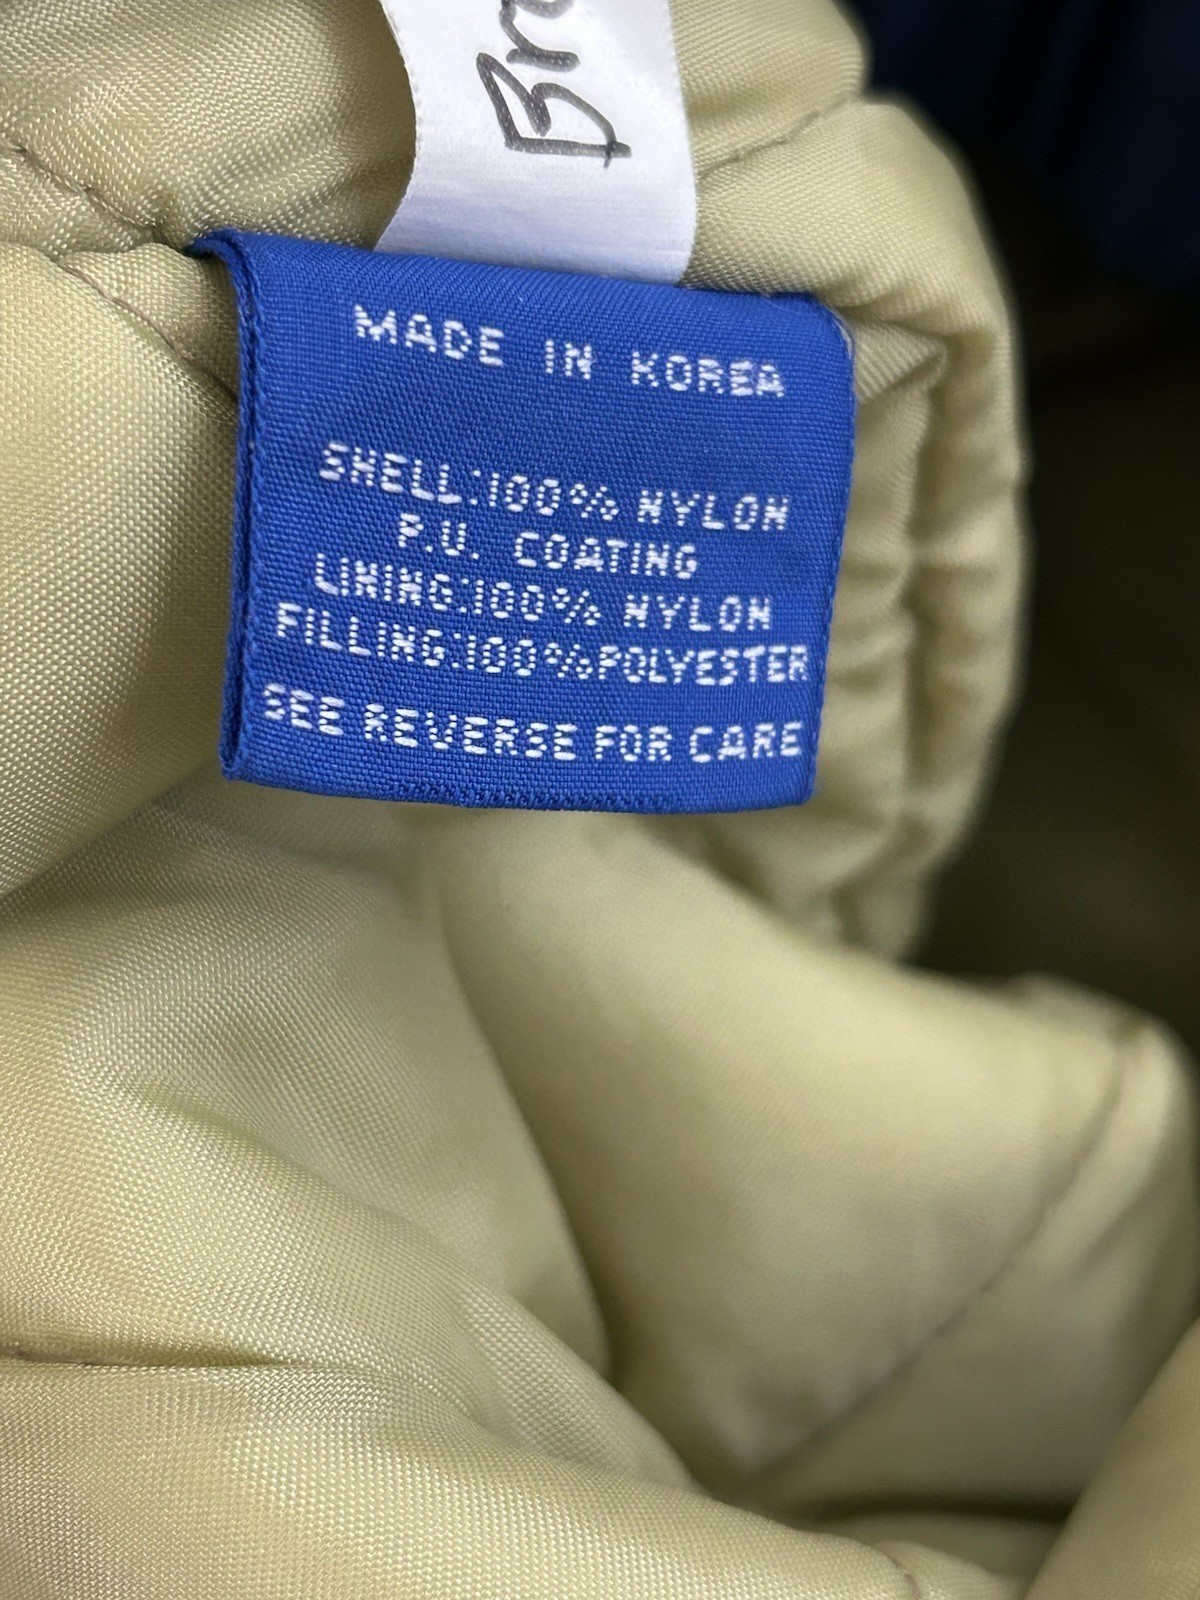 MADE IN KOREA
SHELL:100% NYLON
P.U. COATING
LINING:100% NYLON
FILLING:100%POLYESTER
SEE REVERSE FOR CARE